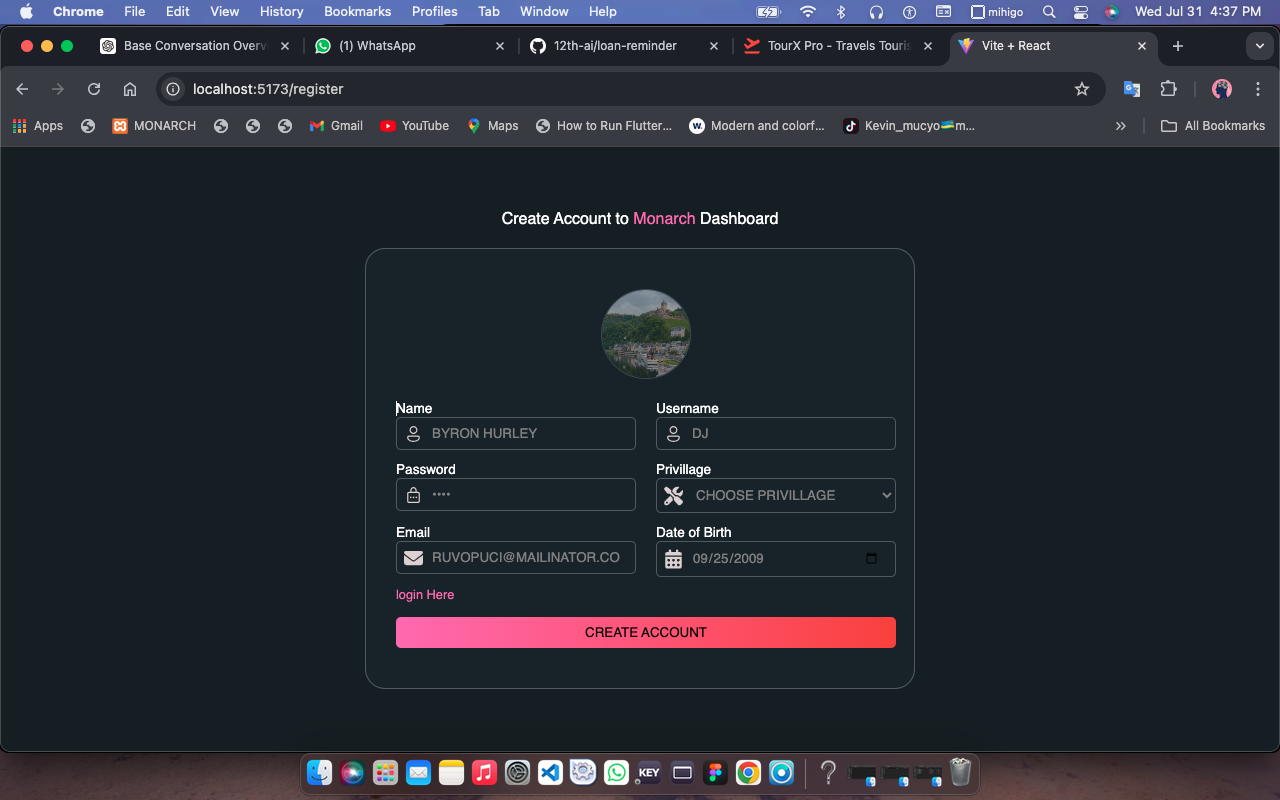 Chrome File Edit View History Bookmarks Profiles Tab Window Help mihigo Wed Jul 31 4:37 PM
Base Conversation Overv (1) WhatsApp 12th-ai/loan-reminder TourX Pro - Travels Touris Vite + React
localhost:5173/register
Apps MONARCH Gmail YouTube Maps How to Run Flutter... Modern and colorf... Kevin_mucyo🇷🇼m... All Bookmarks
Create Account to Monarch Dashboard
Name Username
BYRON HURLEY DJ
Password Privillage
•••• CHOOSE PRIVILLAGE
Email Date of Birth
RUVOPUCI@MAILINATOR.CO 09/25/2009
login Here
CREATE ACCOUNT
KEY